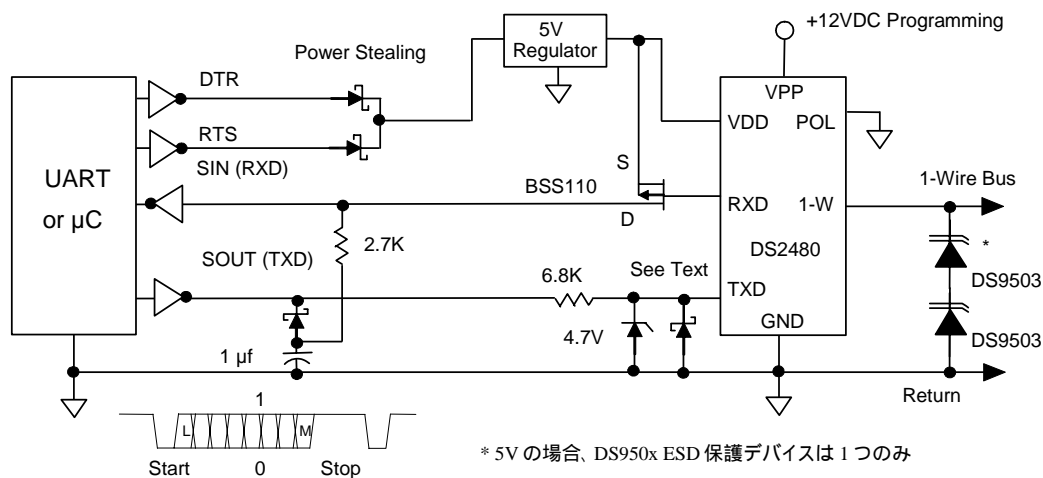 +12VDC Programming
Power Stealing
5V
Regulator
DTR
VPP
VDD
POL
RTS
SIN (RXD)
S
UART
or µC
BSS110
D
RXD
1-W
1-Wire Bus
2.7K
DS2480
*
DS9503
SOUT (TXD)
6.8K
See Text
TXD
GND
1 µf
4.7V
DS9503
Return
1
L
M
Start
0
Stop
* 5V の場合、DS950x ESD 保護デバイスは 1 つのみ